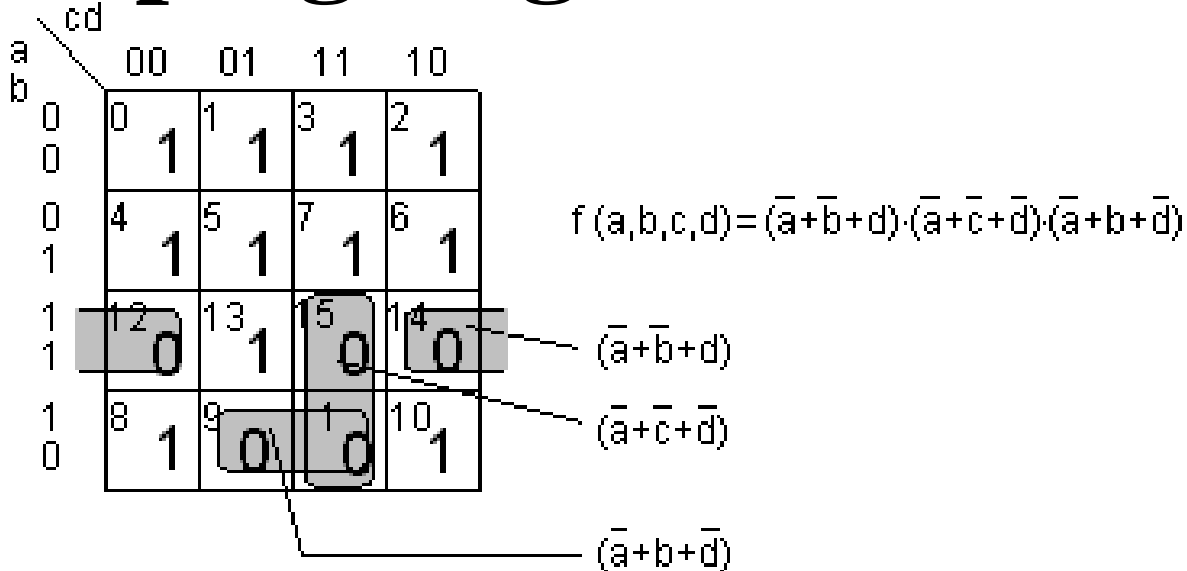 cd
a
b
00 01 11 10
0
0
0 1 1 1 3 1 2 1
0
1
4 1 5 1 7 1 6 1
f (a,b,c,d)=(a̅+b̅+d)·(a̅+c̅+d̅)·(a̅+b+d̅)
1
1
12 0 13 1 15 0 14 0
(a̅+b̅+d)
1
0
8 1 9 0 1 0 10 1
(a̅+c̅+d̅)
(a̅+b+d̅)